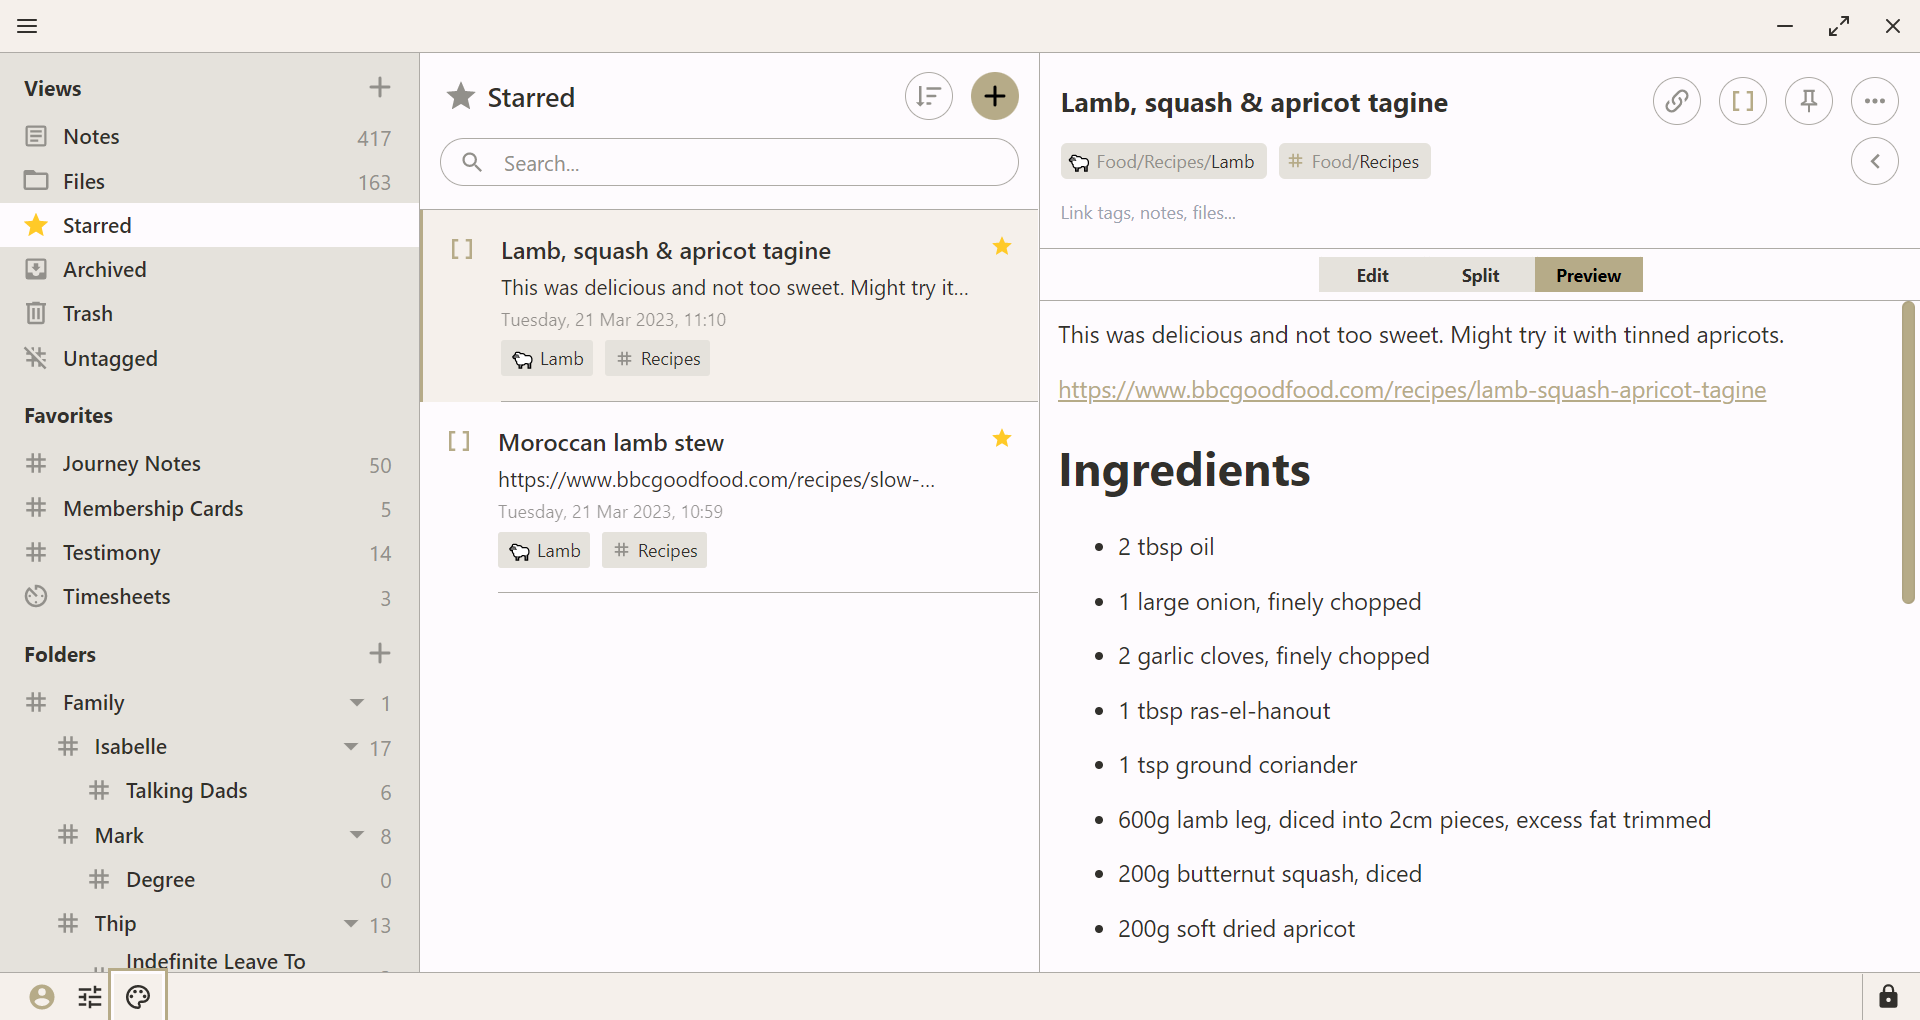 Views
Notes 417
Files 163
Starred
Archived
Trash
Untagged
Favorites
Journey Notes 50
Membership Cards 5
Testimony 14
Timesheets 3
Folders
Family 1
Isabelle 17
Talking Dads 6
Mark 8
Degree 0
Thip 13
Indefinite Leave To
Starred
Search...
Lamb, squash & apricot tagine
This was delicious and not too sweet. Might try it...
Tuesday, 21 Mar 2023, 11:10
Lamb # Recipes
Moroccan lamb stew
https://www.bbcgoodfood.com/recipes/slow-...
Tuesday, 21 Mar 2023, 10:59
Lamb # Recipes
Lamb, squash & apricot tagine
Food/Recipes/Lamb # Food/Recipes
Link tags, notes, files...
Edit Split Preview
This was delicious and not too sweet. Might try it with tinned apricots.
https://www.bbcgoodfood.com/recipes/lamb-squash-apricot-tagine
Ingredients
• 2 tbsp oil
• 1 large onion, finely chopped
• 2 garlic cloves, finely chopped
• 1 tbsp ras-el-hanout
• 1 tsp ground coriander
• 600g lamb leg, diced into 2cm pieces, excess fat trimmed
• 200g butternut squash, diced
• 200g soft dried apricot